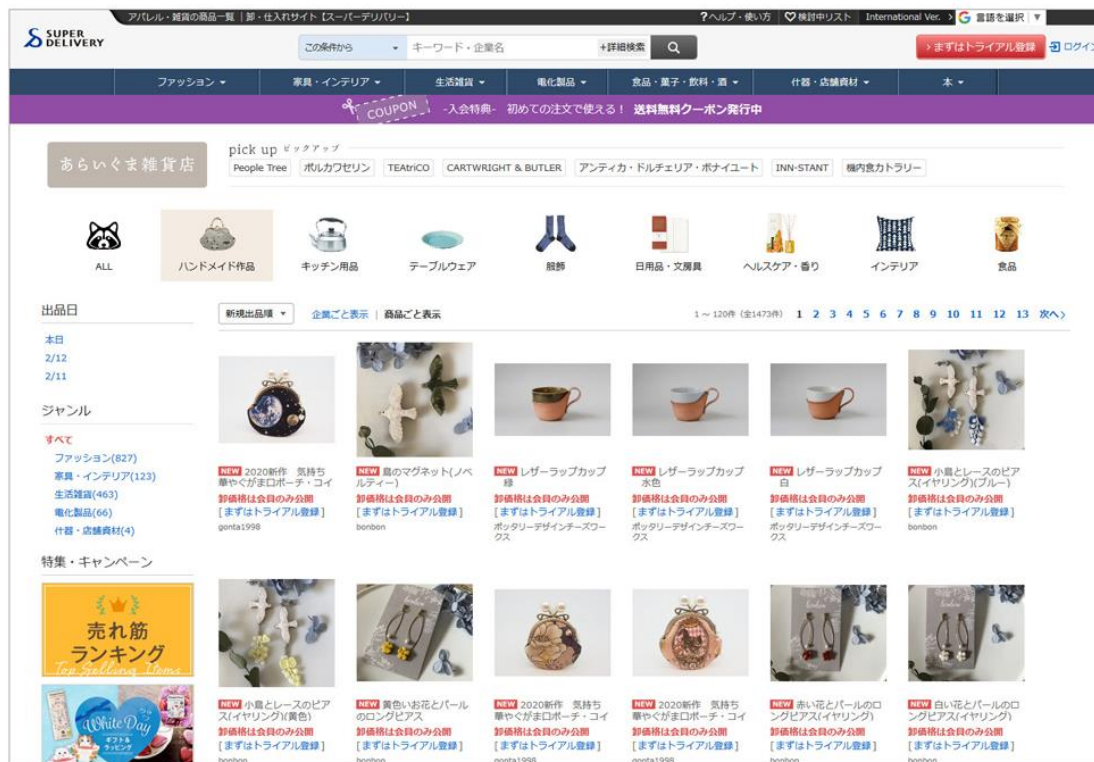 アパレル・雑貨の商品一覧 | 卸・仕入れサイト【スーパーデリバリー】
?ヘルプ・使い方 検討中リスト International Ver. > G 言語を選択 | ▼
SUPER DELIVERY
この条件から キーワード・企業名 +詳細検索
› まずはトライアル登録 ログイン
ファッション 家具・インテリア 生活雑貨 電化製品 食品・菓子・飲料・酒 什器・店舗資材 本
COUPON -入会特典- 初めての注文で使える! 送料無料クーポン発行中
あらいぐま雑貨店
pick up ピックアップ
People Tree ポルカワセリン TEAtriCO CARTWRIGHT & BUTLER アンティカ・ドルチェリア・ボナイユート INN-STANT 機内食カトラリー
ALL ハンドメイド作品 キッチン用品 テーブルウェア 服飾 日用品・文房具 ヘルスケア・香り インテリア 食品
出品日
本日
2/12
2/11
ジャンル
すべて
ファッション(827)
家具・インテリア(123)
生活雑貨(463)
電化製品(66)
什器・店舗資材(4)
特集・キャンペーン
売れ筋
ランキング
Top Selling Items
White Day
ギフト&
ラッピング
新規出品順 ▼ 企業ごと表示 | 商品ごと表示
1 ~ 120件 (全1473件) 1 2 3 4 5 6 7 8 9 10 11 12 13 次へ>
NEW 2020新作 気持ち
華やぐがま口ポーチ・コイ
卸価格は会員のみ公開
[まずはトライアル登録]
gonta1998
NEW 鳥のマグネット(ノベ
ルティー)
卸価格は会員のみ公開
[まずはトライアル登録]
bonbon
NEW レザーラップカップ
緑
卸価格は会員のみ公開
[まずはトライアル登録]
ポッタリーデザインチーズワー
クス
NEW レザーラップカップ
水色
卸価格は会員のみ公開
[まずはトライアル登録]
ポッタリーデザインチーズワー
クス
NEW レザーラップカップ
白
卸価格は会員のみ公開
[まずはトライアル登録]
ポッタリーデザインチーズワー
クス
NEW 小鳥とレースのピア
ス(イヤリング)(ブルー)
卸価格は会員のみ公開
[まずはトライアル登録]
bonbon
NEW 小鳥とレースのピア
ス(イヤリング)(黄色)
卸価格は会員のみ公開
[まずはトライアル登録]
bonbon
NEW 黄色いお花とパール
のロングピアス
卸価格は会員のみ公開
[まずはトライアル登録]
bonbon
NEW 2020新作 気持ち
華やぐがま口ポーチ・コイ
卸価格は会員のみ公開
[まずはトライアル登録]
gonta1998
NEW 2020新作 気持ち
華やぐがま口ポーチ・コイ
卸価格は会員のみ公開
[まずはトライアル登録]
gonta1998
NEW 赤い花とパールのロ
ングピアス(イヤリング)
卸価格は会員のみ公開
[まずはトライアル登録]
bonbon
NEW 白い花とパールのロ
ングピアス(イヤリング)
卸価格は会員のみ公開
[まずはトライアル登録]
bonbon